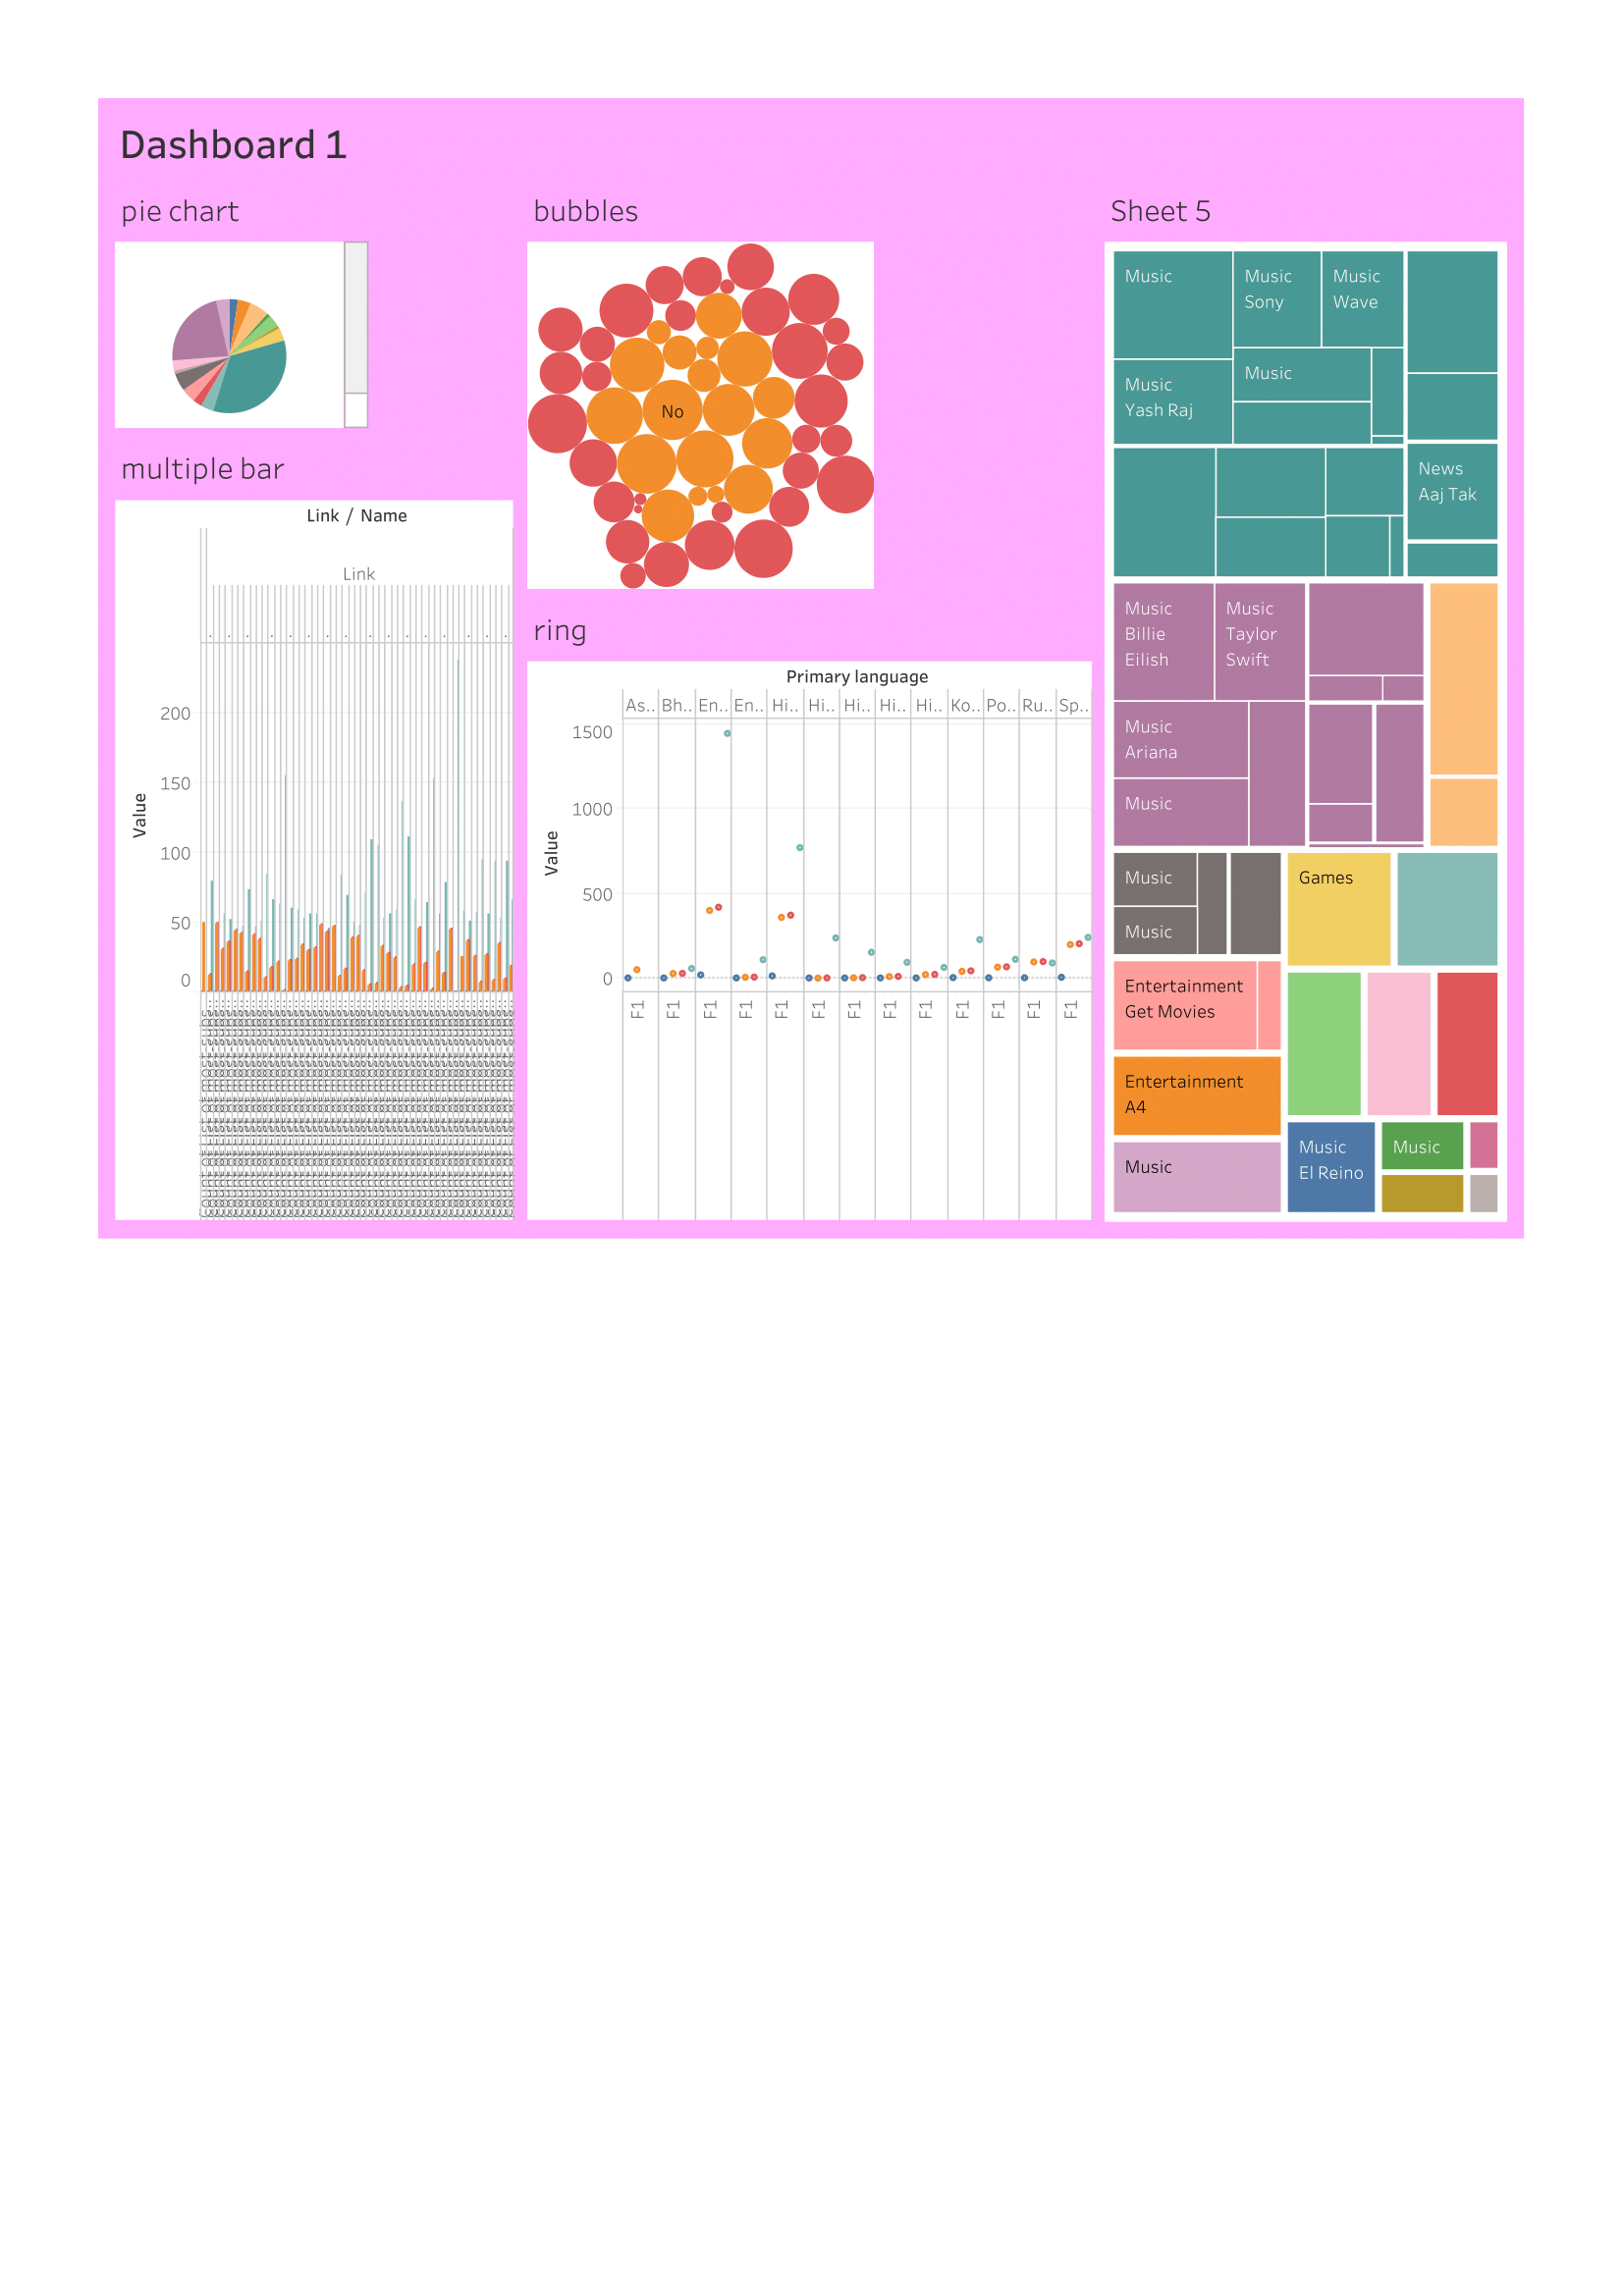 Dashboard 1
pie chart
bubbles
Sheet 5
No
multiple bar
Link / Name
Link
200
150
100
50
0
Value
ring
Primary language
As..
Bh..
En..
En..
Hi..
Hi..
Hi..
Hi..
Hi..
Ko..
Po..
Ru..
Sp..
1500
1000
500
0
Value
F1
F1
F1
F1
F1
F1
F1
F1
F1
F1
F1
F1
F1
Music
Music
Sony
Music
Wave
Music
Yash Raj
Music
News
Aaj Tak
Music
Billie
Eilish
Music
Taylor
Swift
Music
Ariana
Music
Music
Music
Games
Entertainment
Get Movies
Entertainment
A4
Music
Music
El Reino
Music